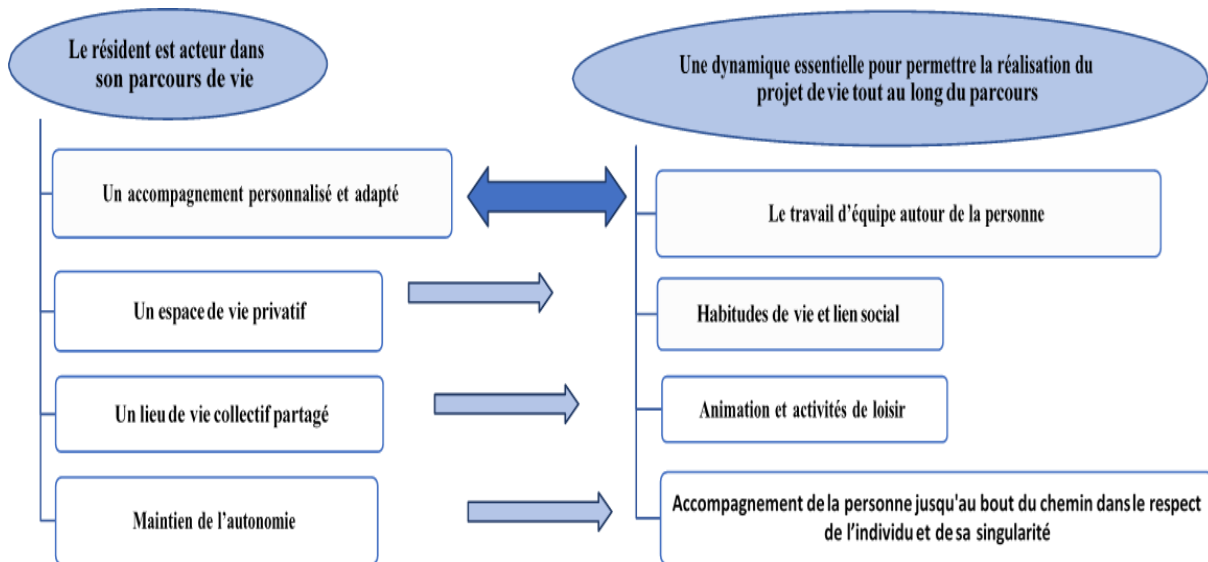 Le résident est acteur dans
son parcours de vie
Un accompagnement personnalisé et adapté
Un espace de vie privatif
Un lieu de vie collectif partagé
Maintien de l'autonomie
Une dynamique essentielle pour permettre la réalisation du
projet de vie tout au long du parcours
Le travail d'équipe autour de la personne
Habitudes de vie et lien social
Animation et activités de loisir
Accompagnement de la personne jusqu'au bout du chemin dans le respect
de l'individu et de sa singularité